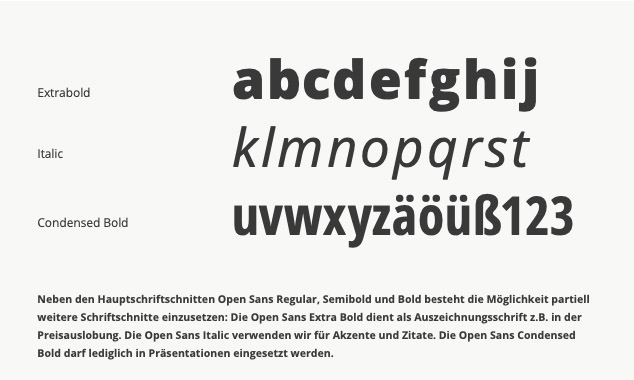 Extrabold abcdefghij
Italic klmnopqrst
Condensed Bold uvwxyzäöüß123
Neben den Hauptschriftschnitten Open Sans Regular, Semibold und Bold besteht die Möglichkeit partiell
weitere Schriftschnitte einzusetzen: Die Open Sans Extra Bold dient als Auszeichnungsschrift z.B. in der
Preisauslobung. Die Open Sans Italic verwenden wir für Akzente und Zitate. Die Open Sans Condensed
Bold darf lediglich in Präsentationen eingesetzt werden.